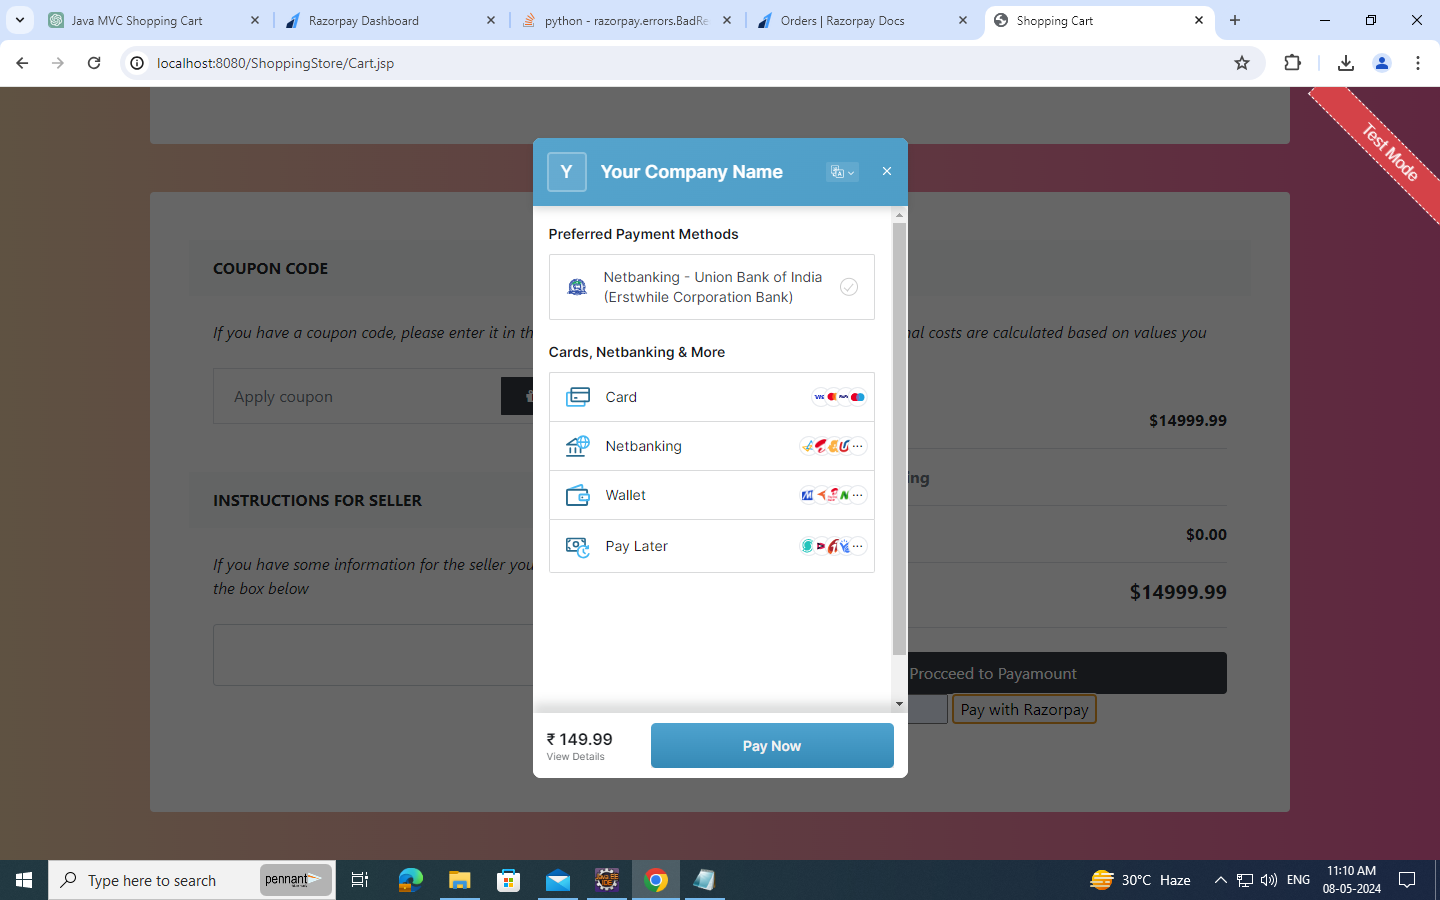 Java MVC Shopping Cart
Razorpay Dashboard
python - razorpay.errors.BadRe
Orders | Razorpay Docs
Shopping Cart
localhost:8080/ShoppingStore/Cart.jsp
Test Mode
Y
Your Company Name
Preferred Payment Methods
Netbanking - Union Bank of India
(Erstwhile Corporation Bank)
Cards, Netbanking & More
Card
Netbanking
Wallet
Pay Later
₹ 149.99
View Details
Pay Now
COUPON CODE
If you have a coupon code, please enter it in th
Apply coupon
INSTRUCTIONS FOR SELLER
If you have some information for the seller you
the box below
nal costs are calculated based on values you
$14999.99
ing
$0.00
$14999.99
Procceed to Payamount
Pay with Razorpay
Type here to search
pennant
30°C Haze
ENG
11:10 AM
08-05-2024